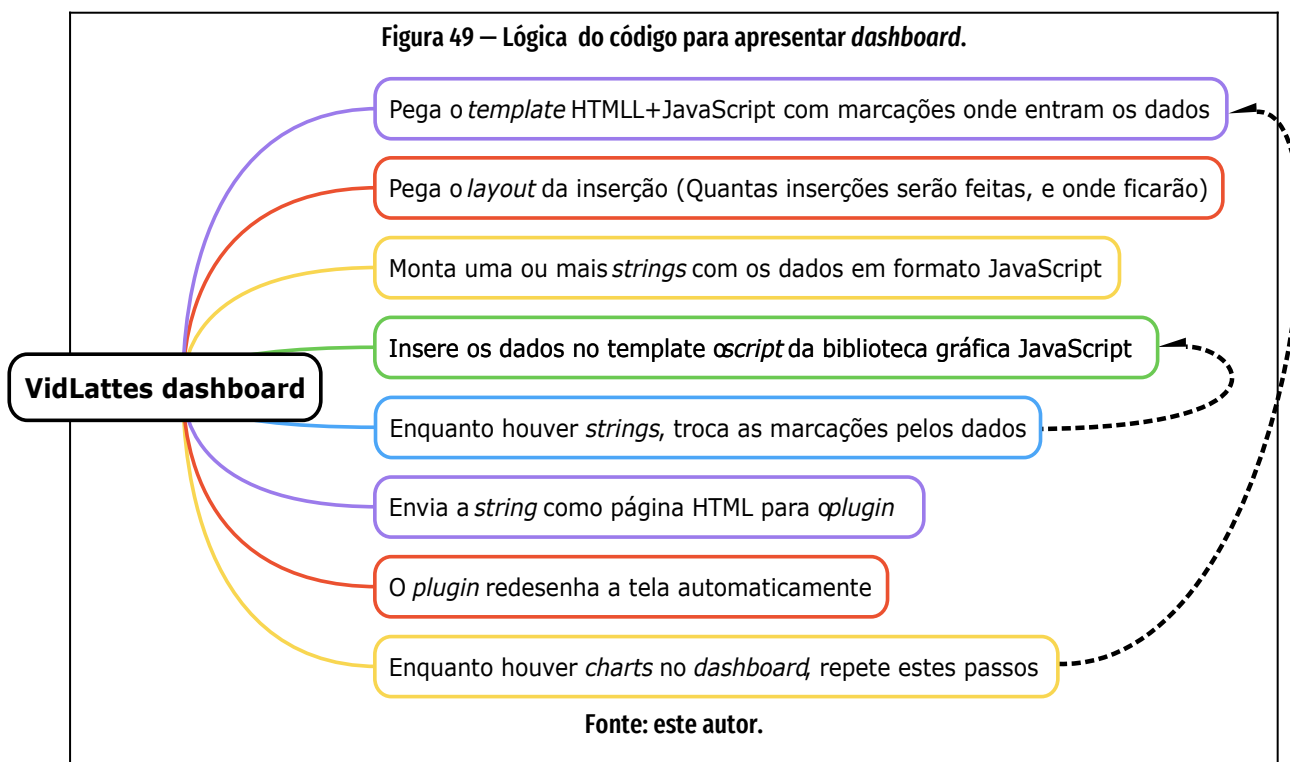 Figura 49 — Lógica do código para apresentar dashboard.
Pega o template HTMLL+JavaScript com marcações onde entram os dados
Pega o layout da inserção (Quantas inserções serão feitas, e onde ficarão)
Monta uma ou mais strings com os dados em formato JavaScript
Insere os dados no template o script da biblioteca gráfica JavaScript
VidLattes dashboard
Enquanto houver strings, troca as marcações pelos dados
Envia a string como página HTML para o plugin
O plugin redesenha a tela automaticamente
Enquanto houver charts no dashboard, repete estes passos
Fonte: este autor.